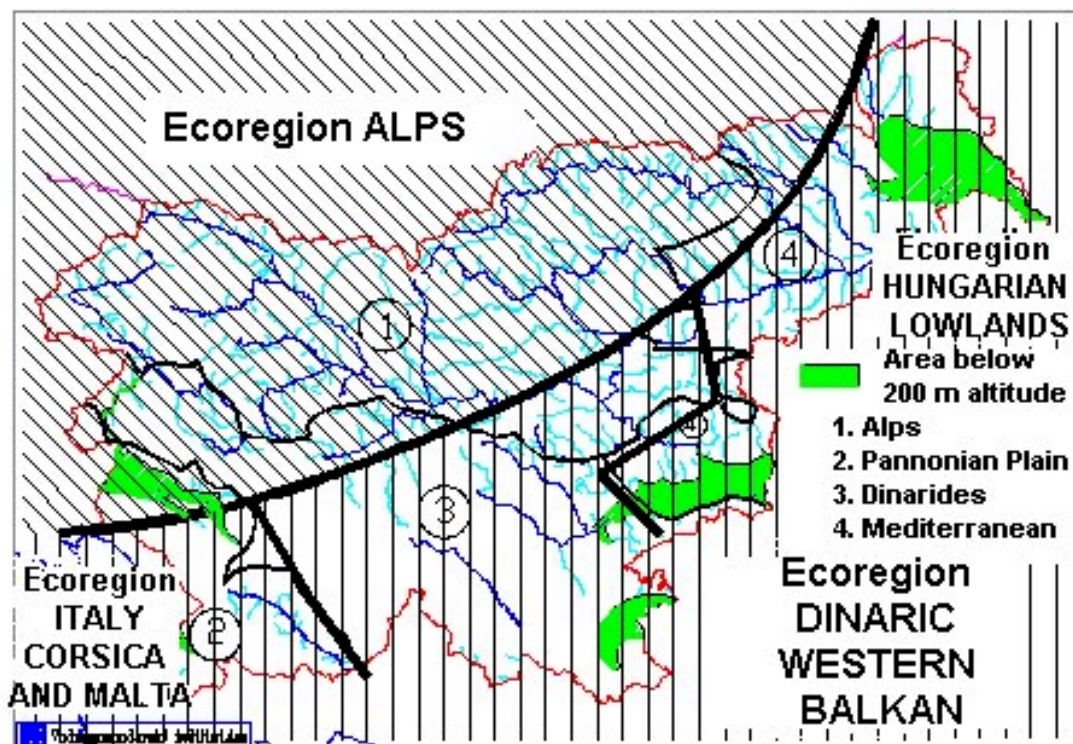 Ecoregion ALPS
1
4
Ecoregion
HUNGARIAN
LOWLANDS
Area below
200 m altitude
1. Alps
2. Pannonian Plain
3. Dinarides
4. Mediterranean
4
3
2
Ecoregion
ITALY
CORSICA
AND MALTA
Ecoregion
DINARIC
WESTERN
BALKAN